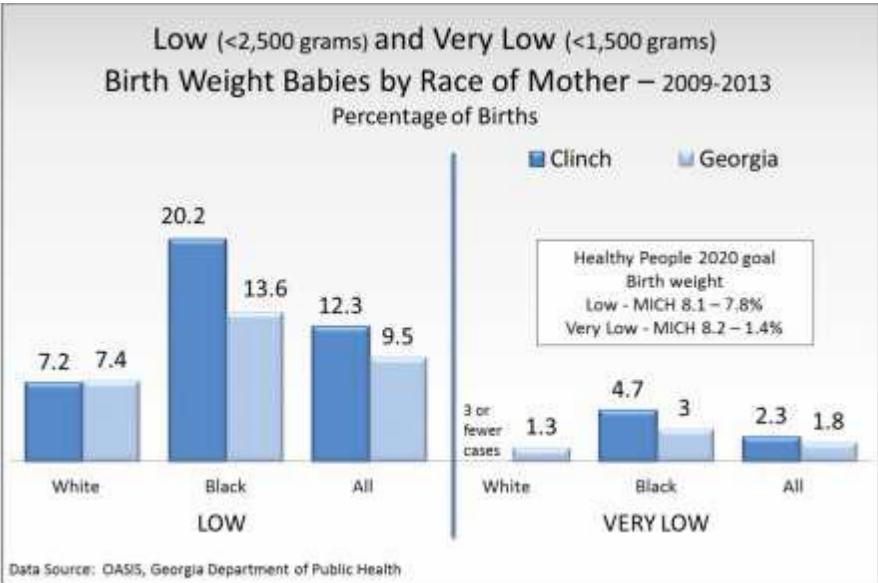 Low (<2,500 grams) and Very Low (<1,500 grams)
Birth Weight Babies by Race of Mother – 2009-2013
Percentage of Births
Clinch Georgia
20.2
13.6
12.3
9.5
7.2 7.4
Healthy People 2020 goal
Birth weight
Low - MICH 8.1 – 7.8%
Very Low - MICH 8.2 – 1.4%
3 or
fewer
cases
1.3
4.7
3
2.3
1.8
White Black All White Black All
LOW VERY LOW
Data Source: OASIS, Georgia Department of Public Health